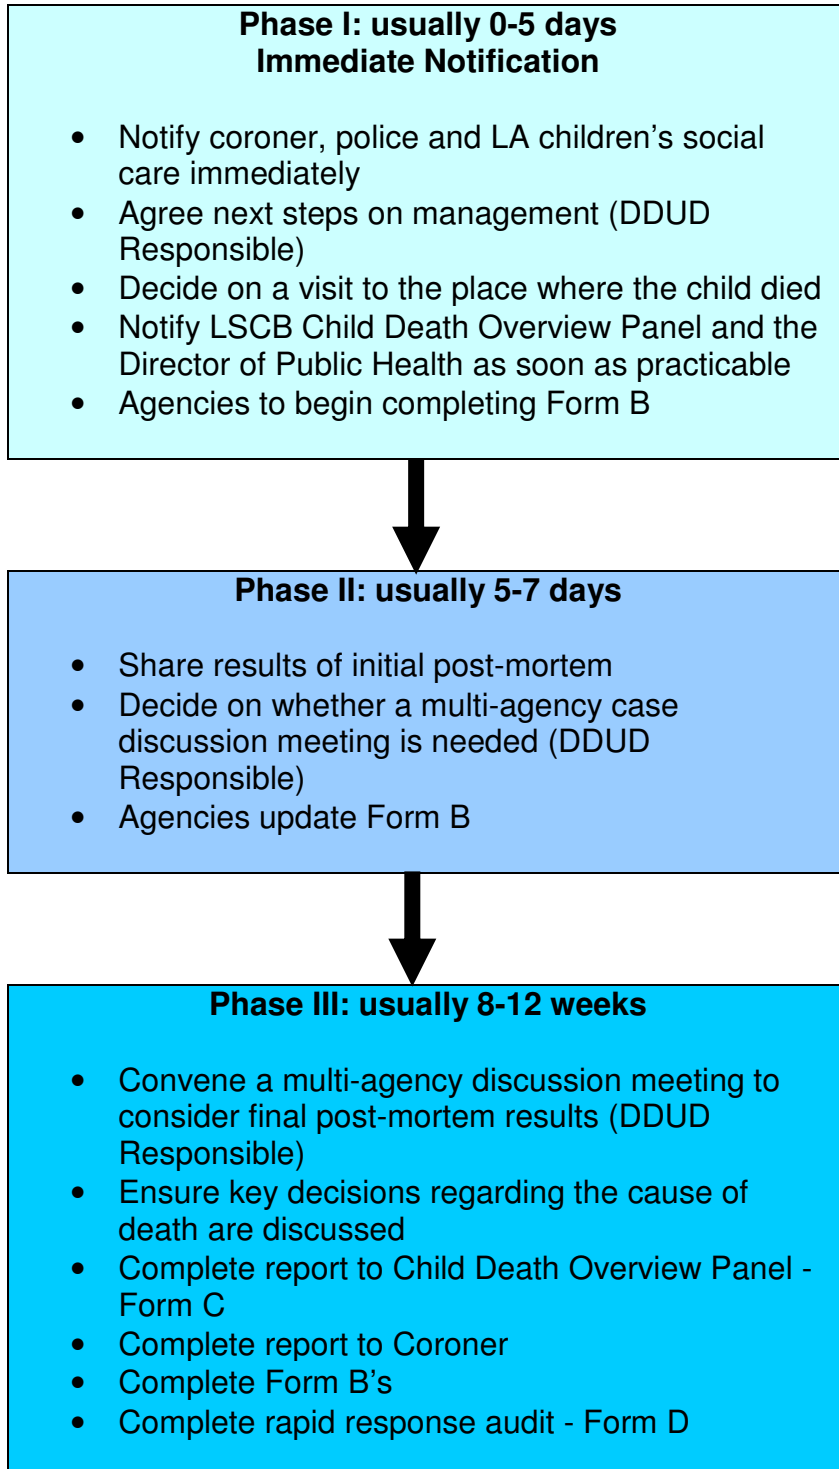 Phase I: usually 0-5 days
Immediate Notification
• Notify coroner, police and LA children's social
care immediately
• Agree next steps on management (DDUD
Responsible)
• Decide on a visit to the place where the child died
• Notify LSCB Child Death Overview Panel and the
Director of Public Health as soon as practicable
• Agencies to begin completing Form B
Phase II: usually 5-7 days
• Share results of initial post-mortem
• Decide on whether a multi-agency case
discussion meeting is needed (DDUD
Responsible)
• Agencies update Form B
Phase III: usually 8-12 weeks
• Convene a multi-agency discussion meeting to
consider final post-mortem results (DDUD
Responsible)
• Ensure key decisions regarding the cause of
death are discussed
• Complete report to Child Death Overview Panel -
Form C
• Complete report to Coroner
• Complete Form B's
• Complete rapid response audit - Form D